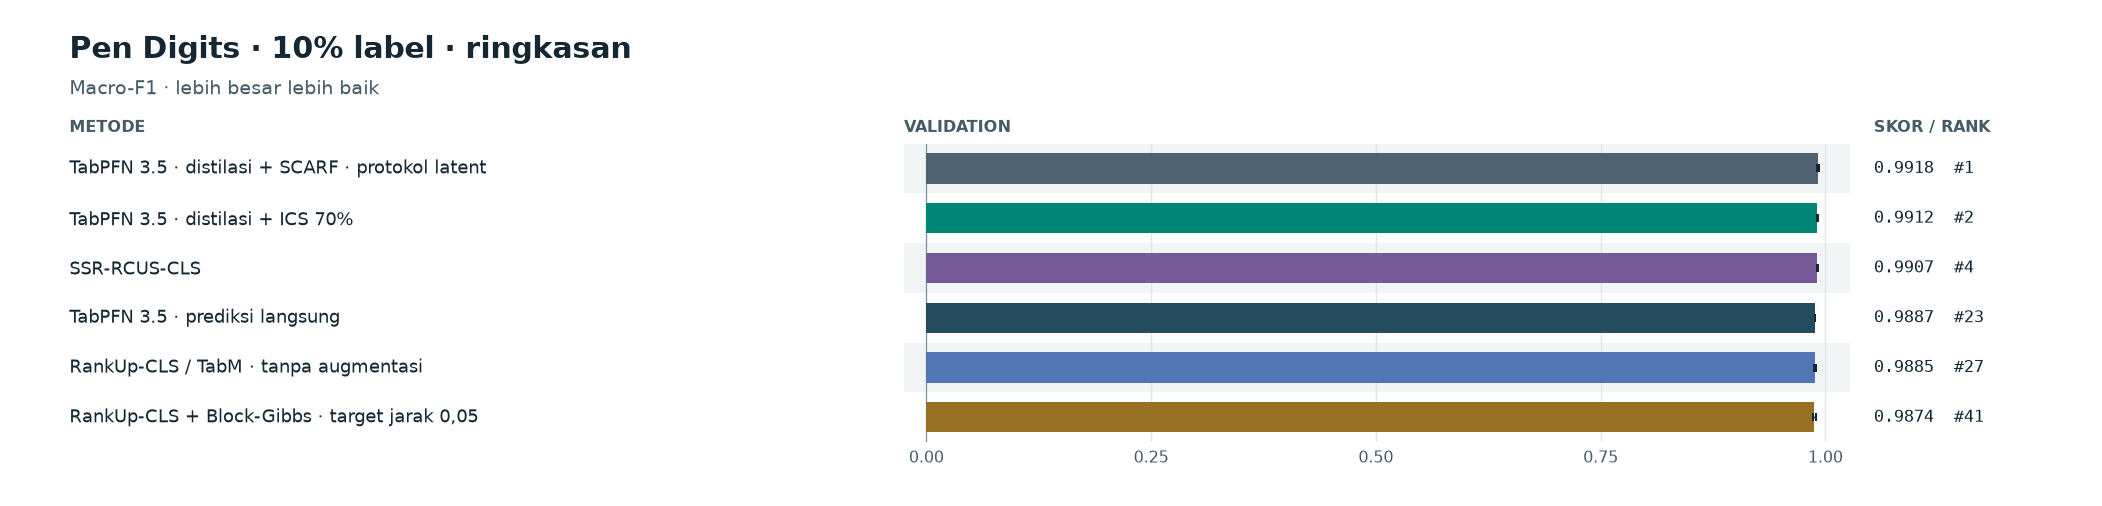 Pen Digits · 10% label · ringkasan
Macro-F1 · lebih besar lebih baik
METODE VALIDATION SKOR / RANK
TabPFN 3.5 · distilasi + SCARF · protokol latent 0.9918 #1
TabPFN 3.5 · distilasi + ICS 70% 0.9912 #2
SSR-RCUS-CLS 0.9907 #4
TabPFN 3.5 · prediksi langsung 0.9887 #23
RankUp-CLS / TabM · tanpa augmentasi 0.9885 #27
RankUp-CLS + Block-Gibbs · target jarak 0,05 0.9874 #41
0.00 0.25 0.50 0.75 1.00